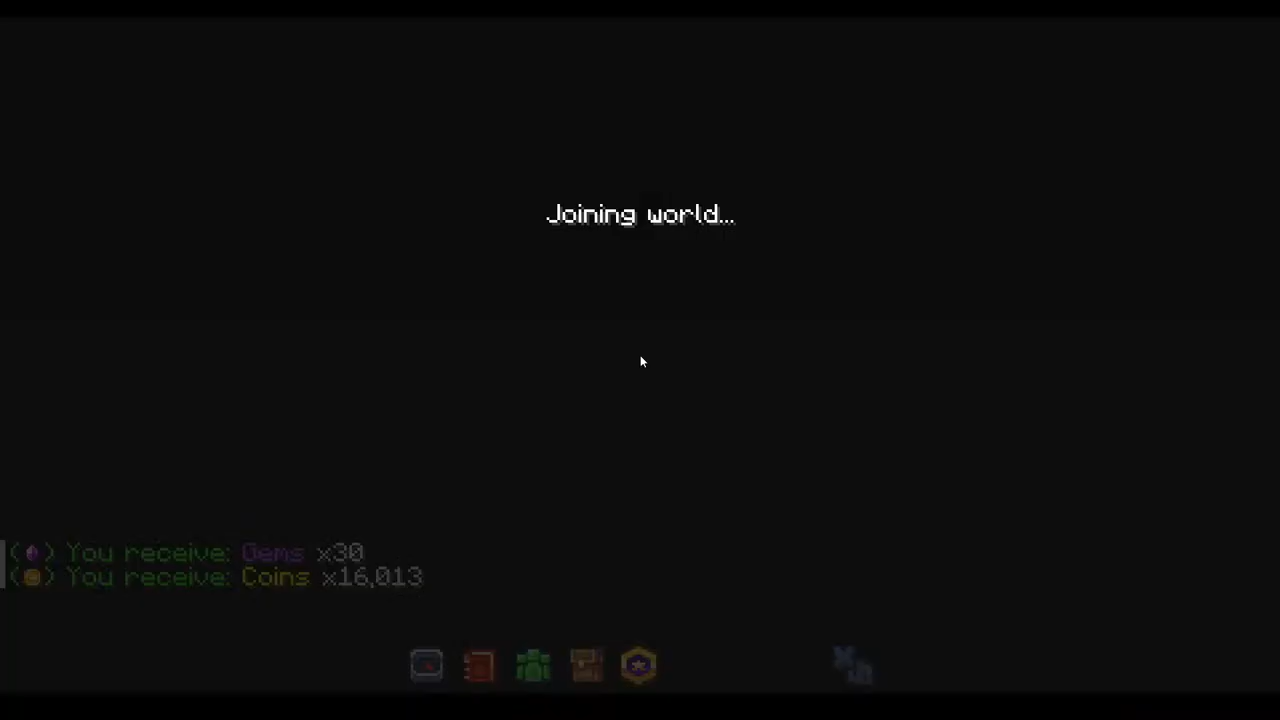 Joining world...
() You receive: Gems x30
() You receive: Coins x16,013